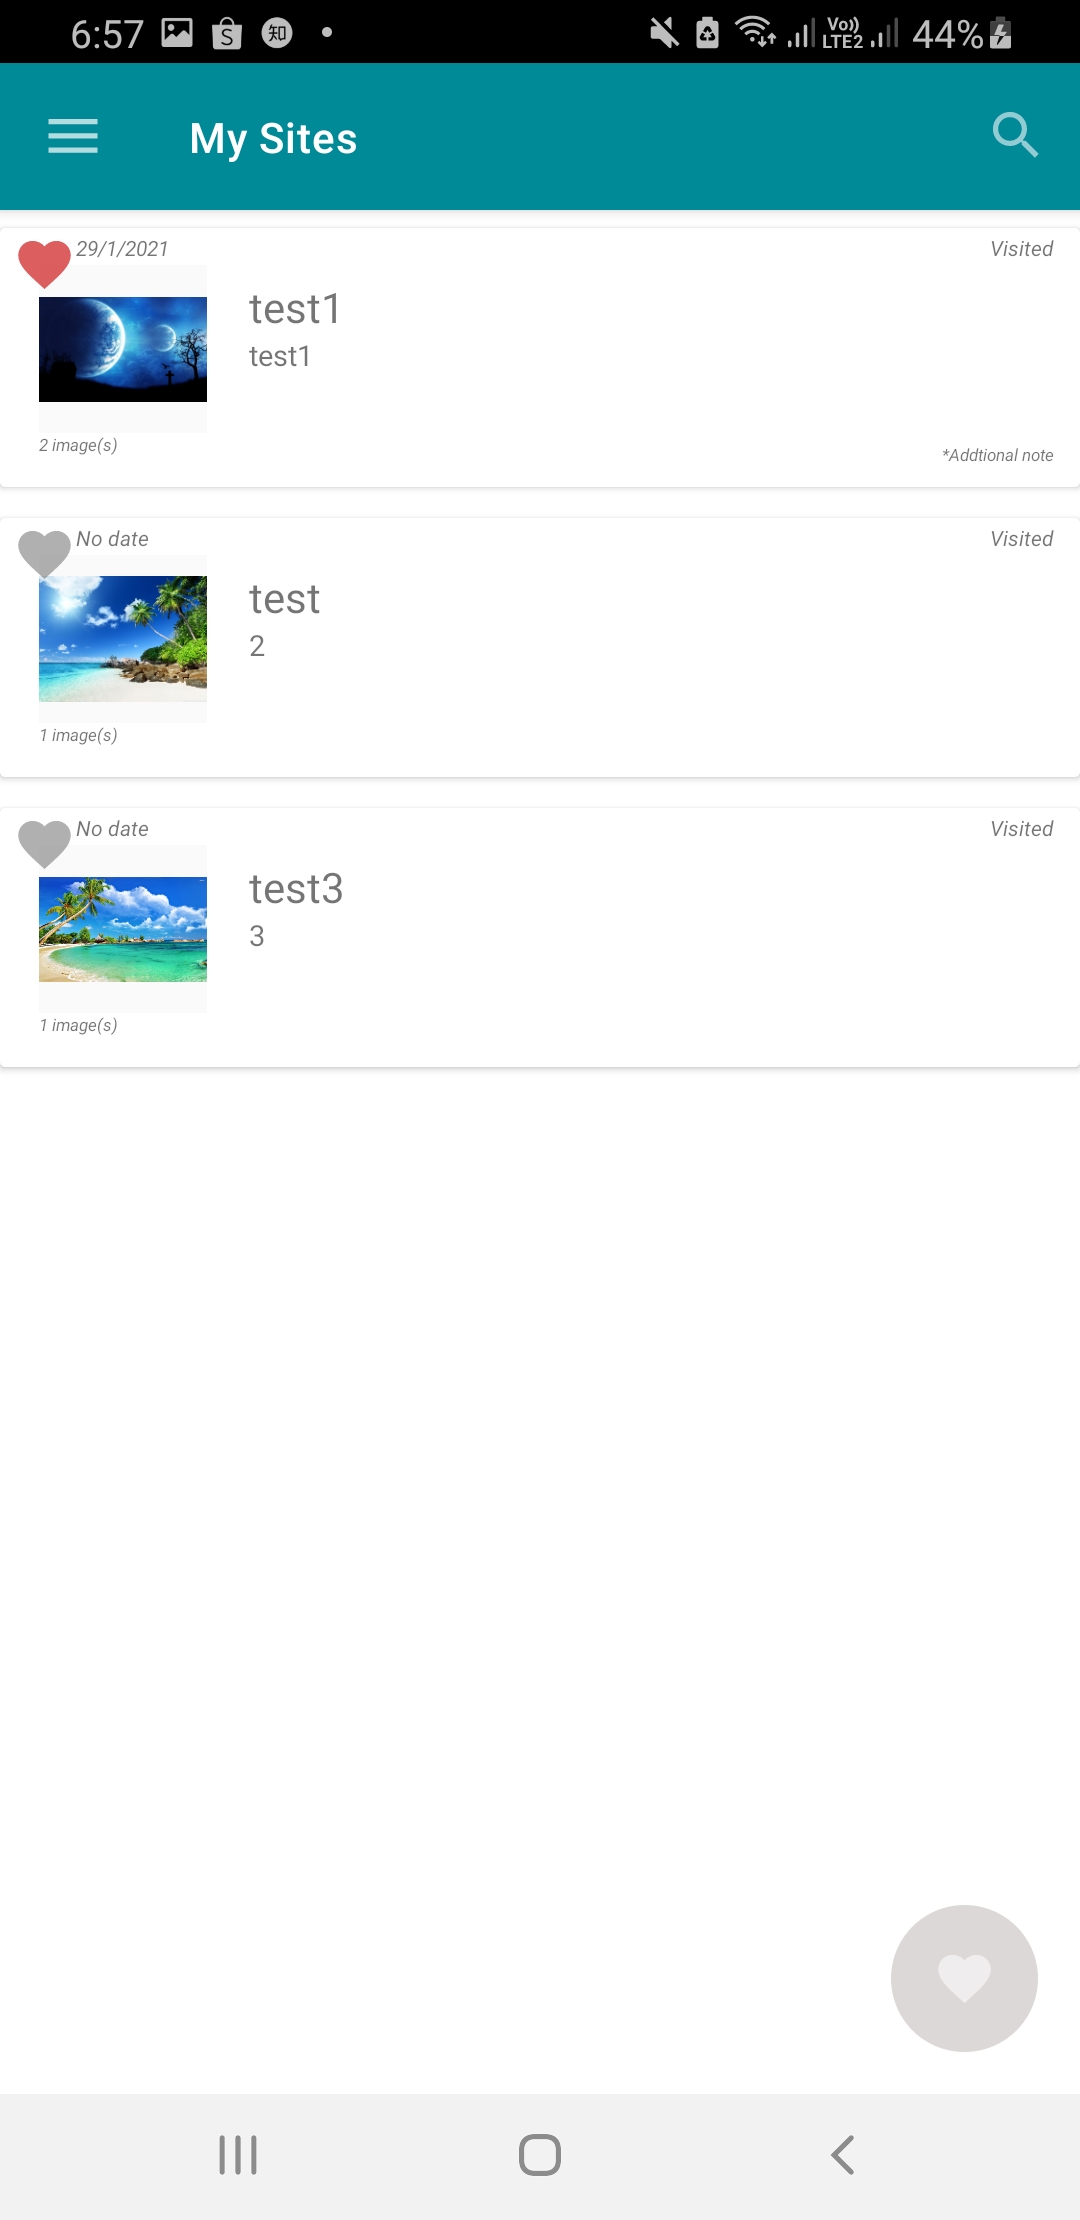 6:57 S 知 Vo)) LTE2 44%
My Sites
29/1/2021 Visited
test1
test1
2 image(s)
*Addtional note
No date Visited
test
2
1 image(s)
No date Visited
test3
3
1 image(s)